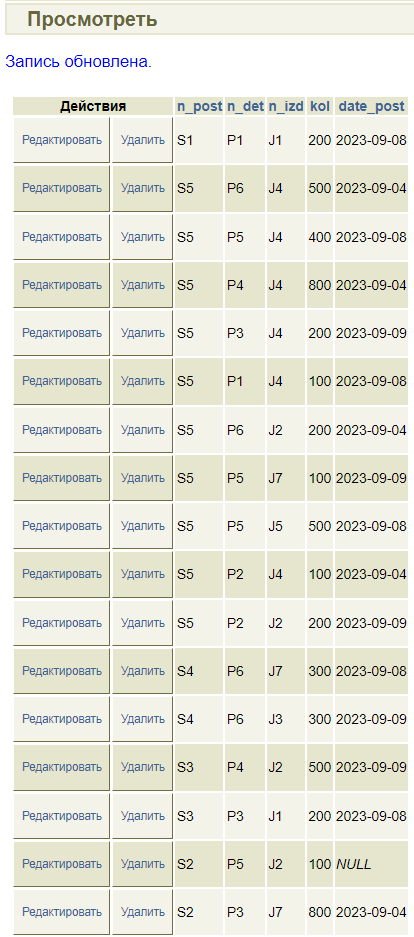 Просмотреть
Запись обновлена.
Действия n_post n_det n_izd kol date_post
Редактировать Удалить S1 P1 J1 200 2023-09-08
Редактировать Удалить S5 P6 J4 500 2023-09-04
Редактировать Удалить S5 P5 J4 400 2023-09-08
Редактировать Удалить S5 P4 J4 800 2023-09-04
Редактировать Удалить S5 P3 J4 200 2023-09-09
Редактировать Удалить S5 P1 J4 100 2023-09-08
Редактировать Удалить S5 P6 J2 200 2023-09-04
Редактировать Удалить S5 P5 J7 100 2023-09-09
Редактировать Удалить S5 P5 J5 500 2023-09-08
Редактировать Удалить S5 P2 J4 100 2023-09-04
Редактировать Удалить S5 P2 J2 200 2023-09-09
Редактировать Удалить S4 P6 J7 300 2023-09-08
Редактировать Удалить S4 P6 J3 300 2023-09-09
Редактировать Удалить S3 P4 J2 500 2023-09-09
Редактировать Удалить S3 P3 J1 200 2023-09-08
Редактировать Удалить S2 P5 J2 100 NULL
Редактировать Удалить S2 P3 J7 800 2023-09-04